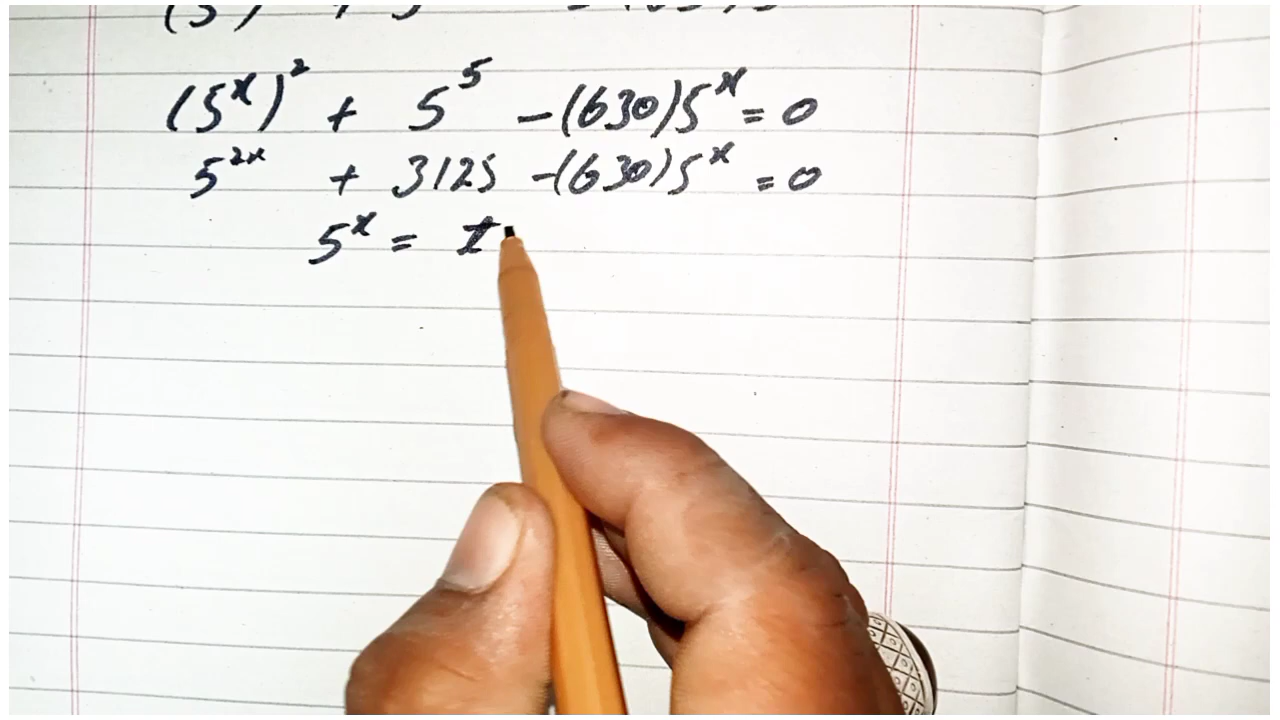 (5^x)^2 + 5^5 - (630)5^x = 0
5^2x + 3125 - (630)5^x = 0
5^x = t